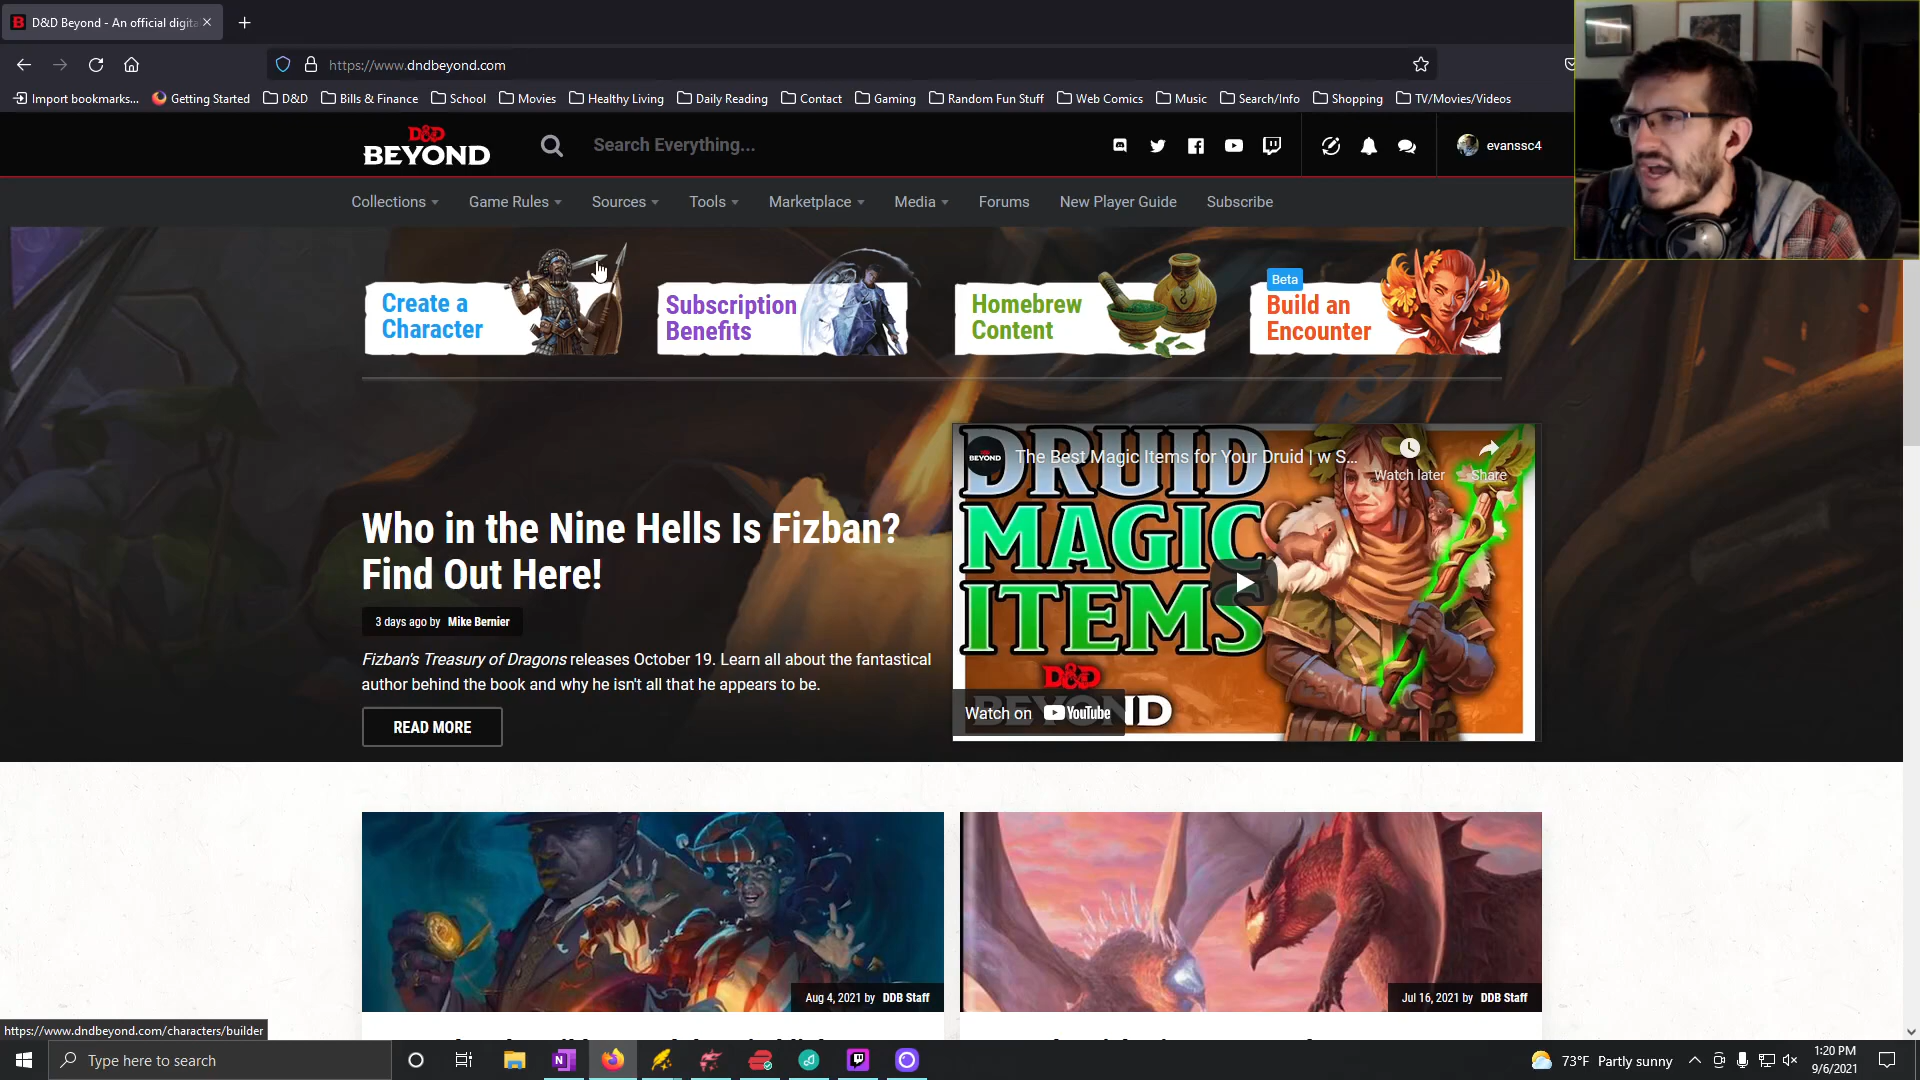 D&D Beyond - An official digita
https://www.dndbeyond.com
Import bookmarks...
Getting Started
D&D
Bills & Finance
School
Movies
Healthy Living
Daily Reading
Contact
Gaming
Random Fun Stuff
Web Comics
Music
Search/Info
Shopping
TV/Movies/Videos
D&D
BEYOND
Search Everything...
evanssc4
Collections
Game Rules
Sources
Tools
Marketplace
Media
Forums
New Player Guide
Subscribe
Create a
Character
Subscription
Benefits
Homebrew
Content
Beta
Build an
Encounter
Who in the Nine Hells Is Fizban?
Find Out Here!
3 days ago by Mike Bernier
Fizban's Treasury of Dragons releases October 19. Learn all about the fantastical
author behind the book and why he isn't all that he appears to be.
READ MORE
BEYOND
The Best Magic Items for Your Druid | w S...
Watch later
Share
DRUID
MAGIC
ITEMS
D&D
BEYOND
Watch on YouTube
Aug 4, 2021 by DDB Staff
Jul 16, 2021 by DDB Staff
https://www.dndbeyond.com/characters/builder
Type here to search
73°F Partly sunny
1:20 PM
9/6/2021